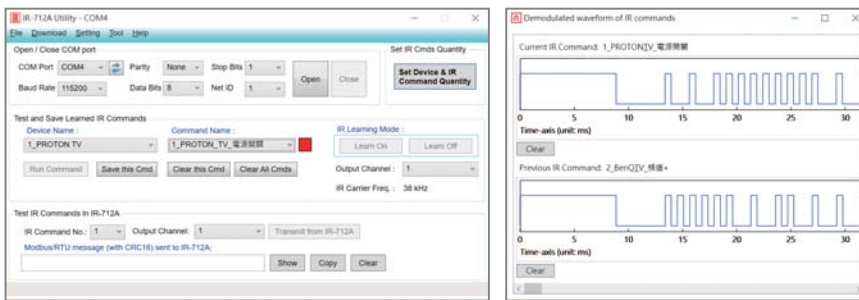 IR-712A Utility - COM4
File Download Setting Tool Help
Open / Close COM port
COM Port COM4 Parity None Stop Bits 1
Baud Rate 115200 Data Bits 8 Net ID 1
Open Close
Set IR Cmds Quantity
Set Device & IR
Command Quantity
Test and Save Learned IR Commands
Device Name :
1_PROTON TV
Command Name :
1_PROTON_TV_電源開關
Run Command Save this Cmd Clear this Cmd Clear All Cmds
IR Learning Mode :
Learn On Learn Off
Output Channel : 1
IR Carrier Freq. : 38 kHz
Test IR Commands in IR-712A
IR Command No.: 1 Output Channel: 1 Transmit from IR-712A
Modbus/RTU message (with CRC16) sent to IR-712A:
Show Copy Clear
Demodulated waveform of IR commands
Current IR Command: 1_PROTON_TV_電源開關
0 5 10 15 20 25 30
Time-axis (unit: ms)
Clear
Previous IR Command: 2_BenQ_TV_頻道+
0 5 10 15 20 25 30
Time-axis (unit: ms)
Clear